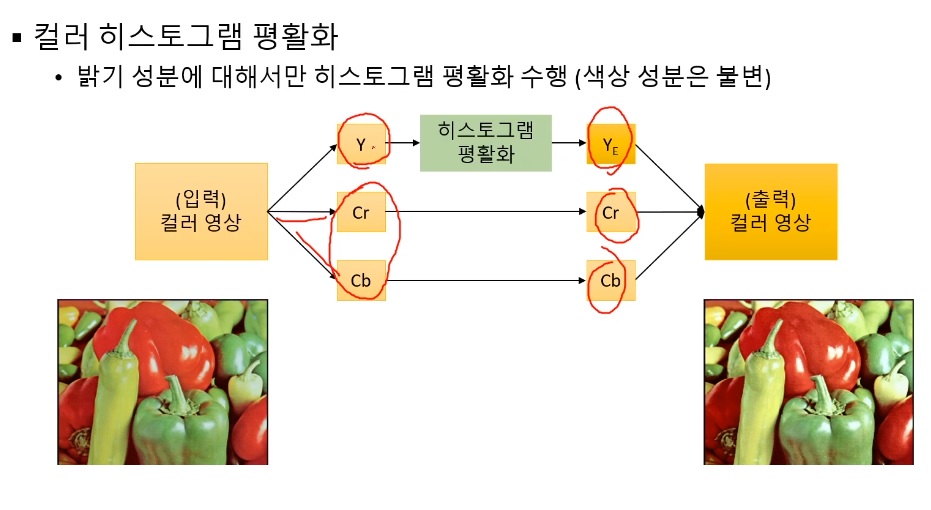 ▪ 컬러 히스토그램 평활화
• 밝기 성분에 대해서만 히스토그램 평활화 수행 (색상 성분은 불변)
(입력)
컬러 영상
Y
히스토그램
평활화
YE
Cr
Cr
Cb
Cb
(출력)
컬러 영상